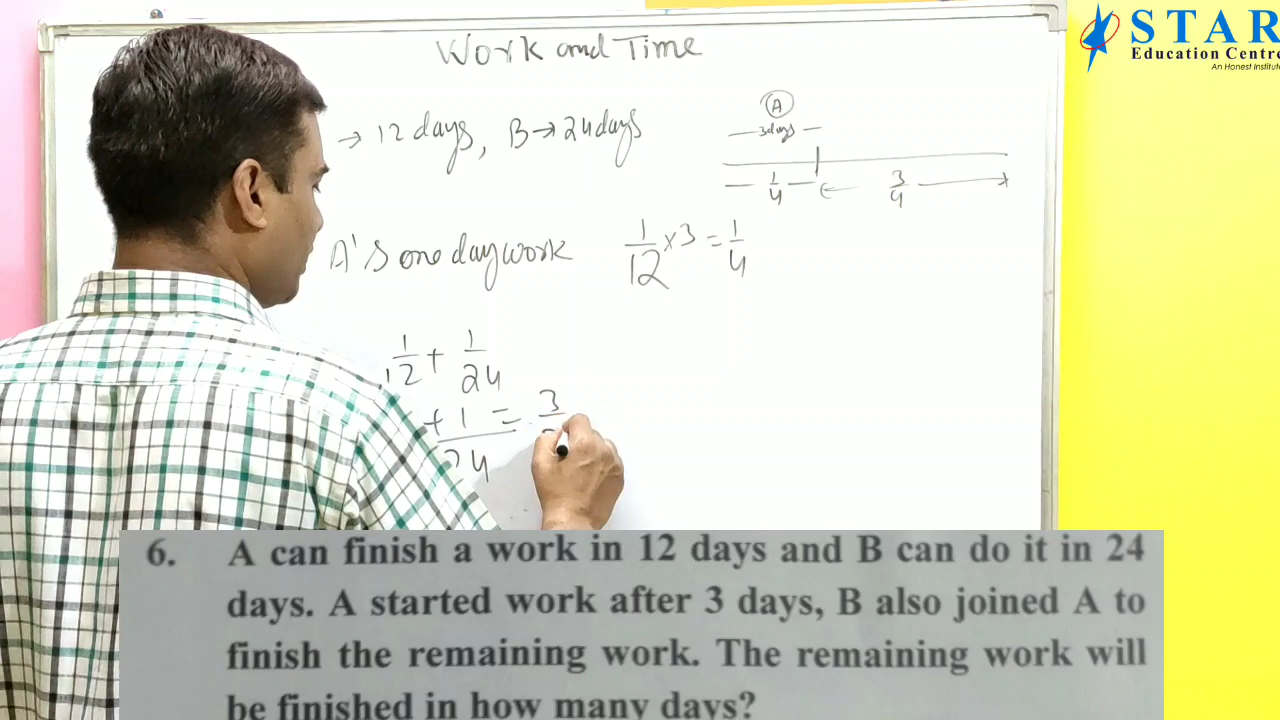 STAR
Education Centre
An Honest Institute
Work and Time
→ 12 days, B → 24 days
A
3 days
1/4 3/4
A'S one day work 1/12 × 3 = 1/4
1/12 + 1/24
+ 1 = 3
24
6. A can finish a work in 12 days and B can do it in 24
days. A started work after 3 days, B also joined A to
finish the remaining work. The remaining work will
be finished in how many days?